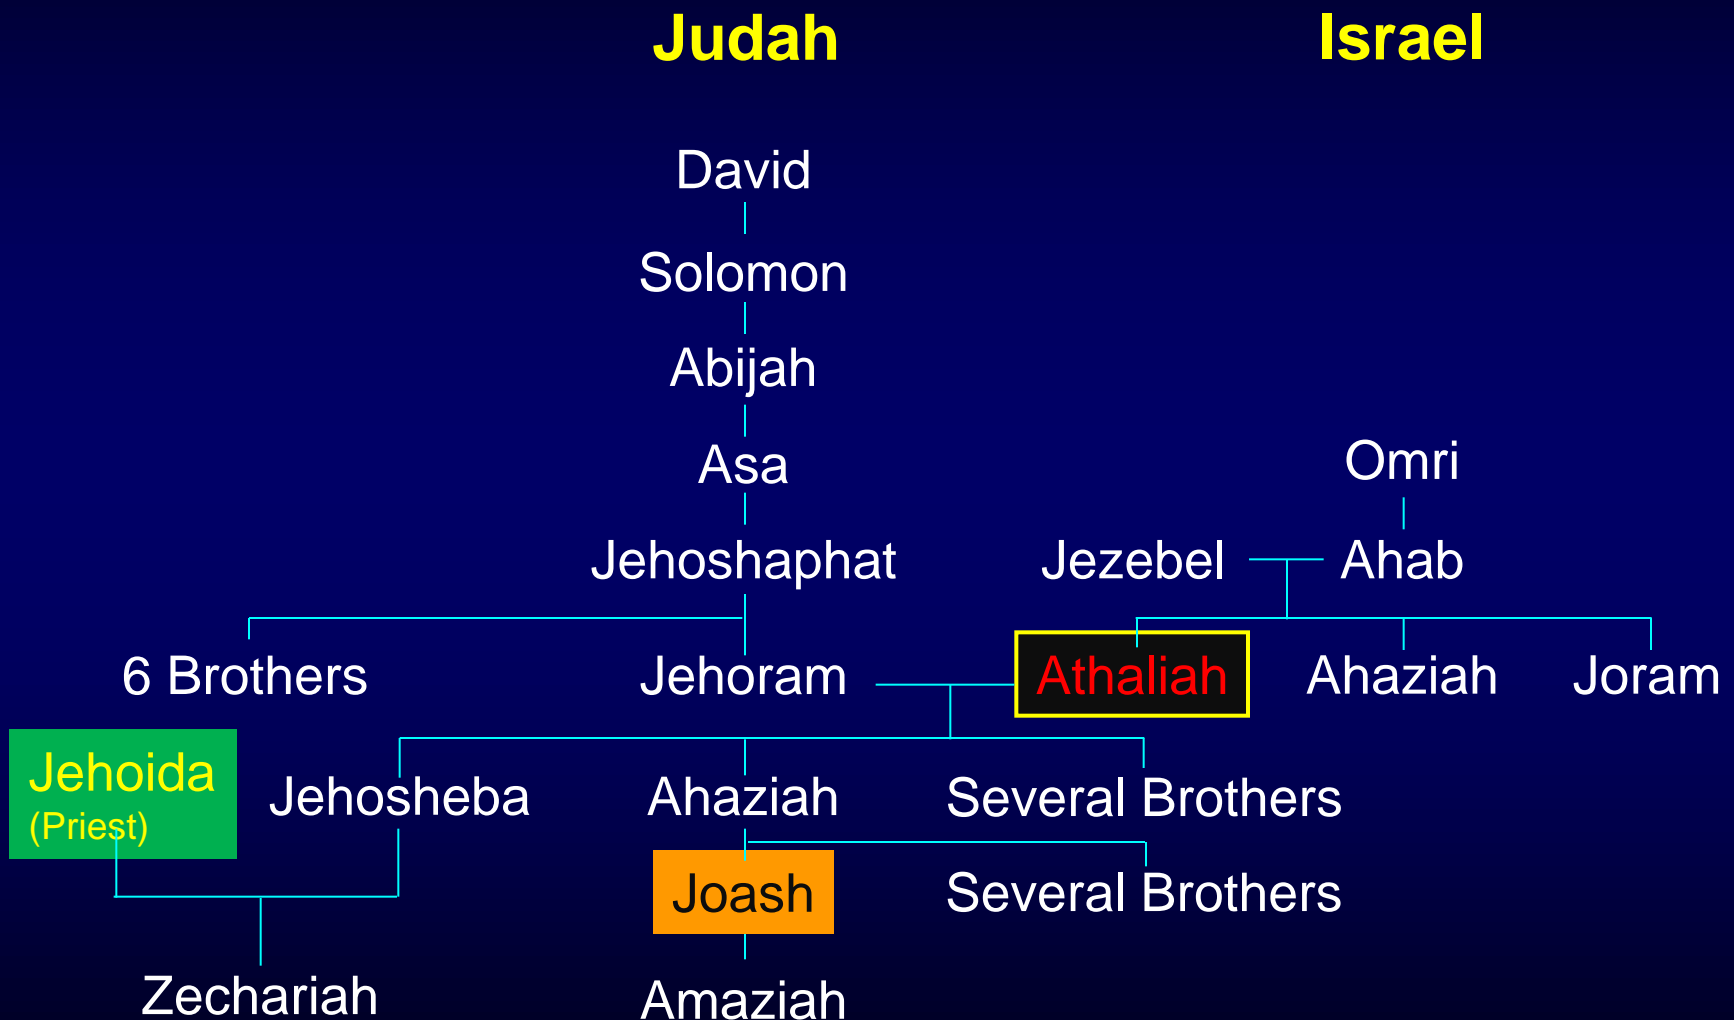 Judah Israel
David
Solomon
Abijah
Asa Omri
Jehoshaphat Jezebel Ahab
6 Brothers Jehoram Athaliah Ahaziah Joram
Jehoida
(Priest)
Jehosheba Ahaziah Several Brothers
Joash Several Brothers
Zechariah Amaziah